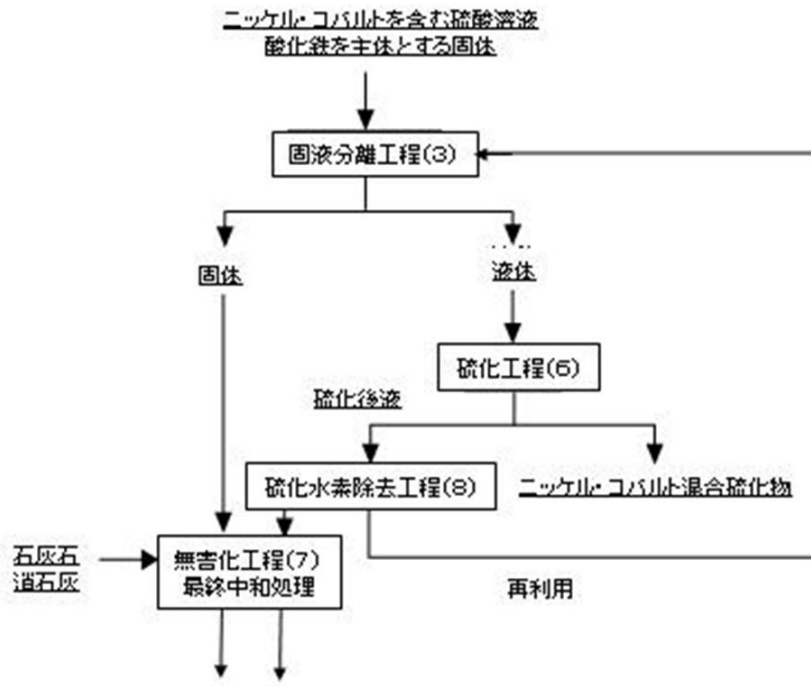 ニッケル・コバルトを含む硫酸溶液
酸化鉄を主体とする固体
固液分離工程(3)
固体
液体
硫化工程(6)
硫化後液
硫化水素除去工程(8)
ニッケル・コバルト混合硫化物
石灰石
消石灰
無害化工程(7)
最終中和処理
再利用